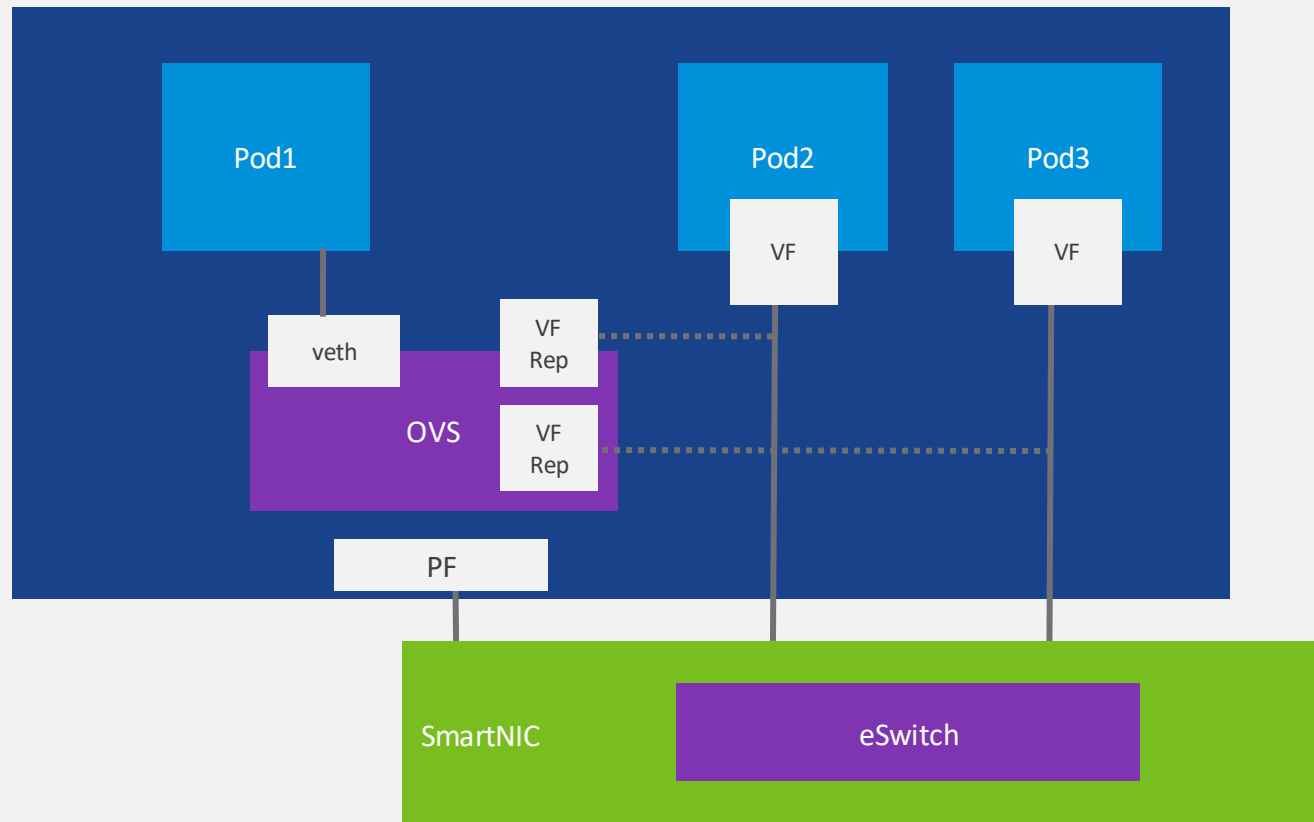 Pod1
Pod2
Pod3
VF
VF
veth
VF
Rep
OVS
VF
Rep
PF
SmartNIC
eSwitch